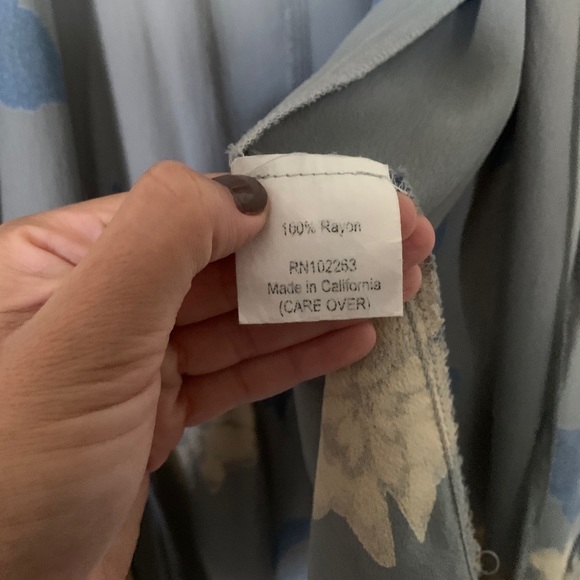 100% Rayon
RN102263
Made in California
(CARE OVER)